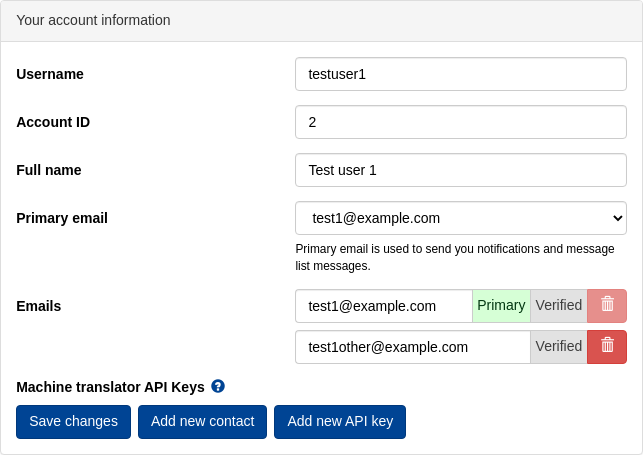 Your account information
Username
testuser1
Account ID
2
Full name
Test user 1
Primary email
test1@example.com
Primary email is used to send you notifications and message
list messages.
Emails
test1@example.com Primary Verified
test1other@example.com Verified
Machine translator API Keys ?
Save changes Add new contact Add new API key